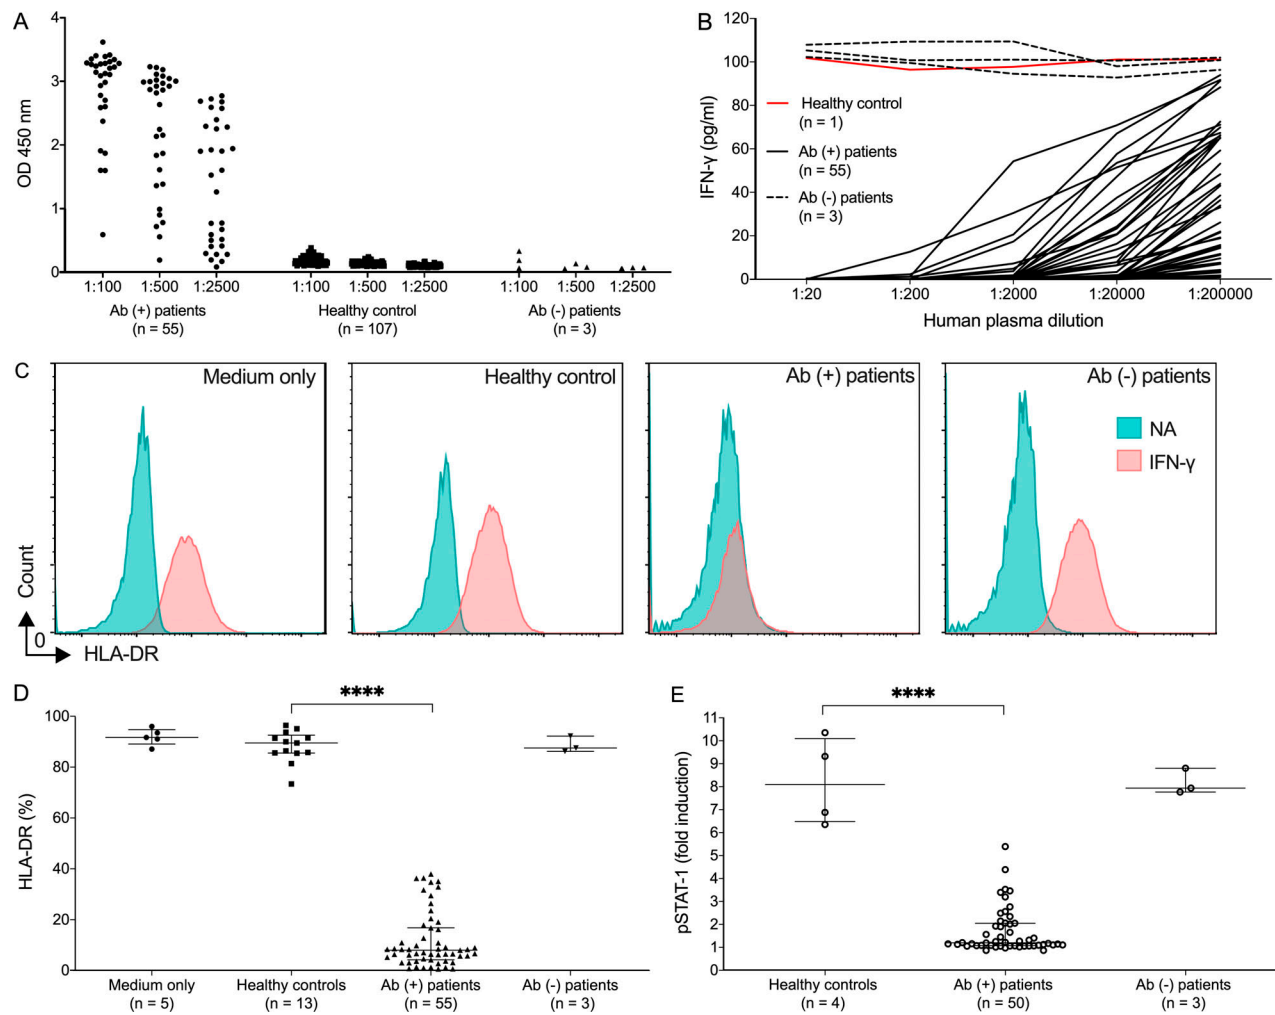 A
OD 450 nm
4
3
2
1
0
1:100 1:500 1:2500 1:100 1:500 1:2500 1:100 1:500 1:2500
Ab (+) patients Healthy control Ab (-) patients
(n = 55) (n = 107) (n = 3)
B
IFN-γ (pg/ml)
120
100
80
60
40
20
0
Healthy control
(n = 1)
Ab (+) patients
(n = 55)
Ab (-) patients
(n = 3)
1:20 1:200 1:2000 1:20000 1:200000
Human plasma dilution
C
Medium only
Healthy control
Ab (+) patients
Ab (-) patients
NA
IFN-γ
Count
0
HLA-DR
D
HLA-DR (%)
100
80
60
40
20
0
****
Medium only Healthy controls Ab (+) patients Ab (-) patients
(n = 5) (n = 13) (n = 55) (n = 3)
E
pSTAT-1 (fold induction)
11
10
9
8
7
6
5
4
3
2
1
0
****
Healthy controls Ab (+) patients Ab (-) patients
(n = 4) (n = 50) (n = 3)